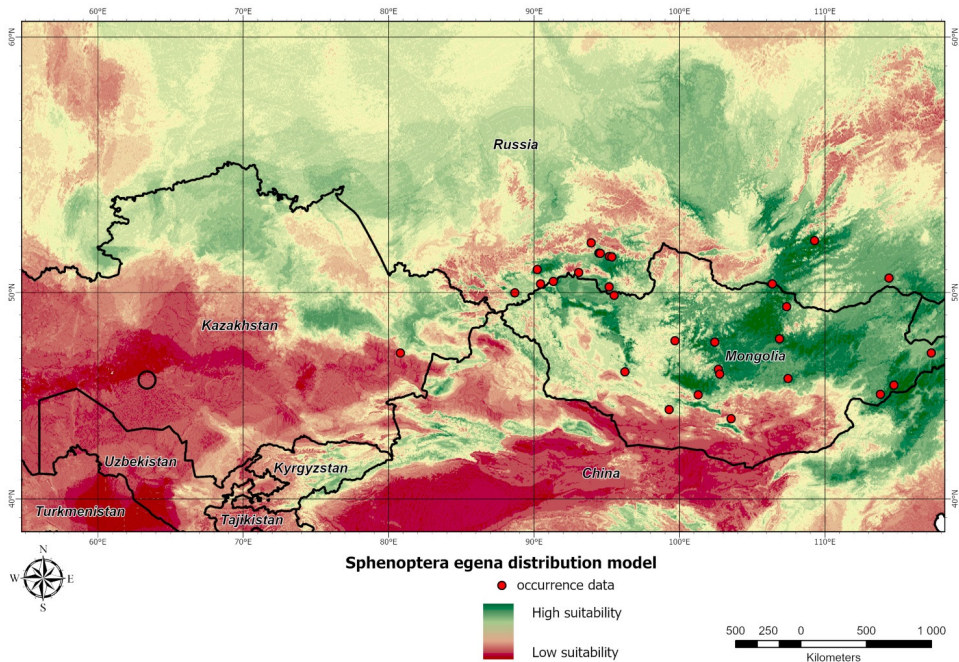 60°E 70°E 80°E 90°E 100°E 110°E
60°N 60°N
Russia
50°N 50°N
Kazakhstan
Mongolia
Uzbekistan
Kyrgyzstan
China
40°N 40°N
Turkmenistan
Tajikistan
60°E 70°E 80°E 90°E 100°E 110°E
N
W E
S
Sphenoptera egena distribution model
occurrence data
High suitability
Low suitability
500 250 0 500 1 000
Kilometers